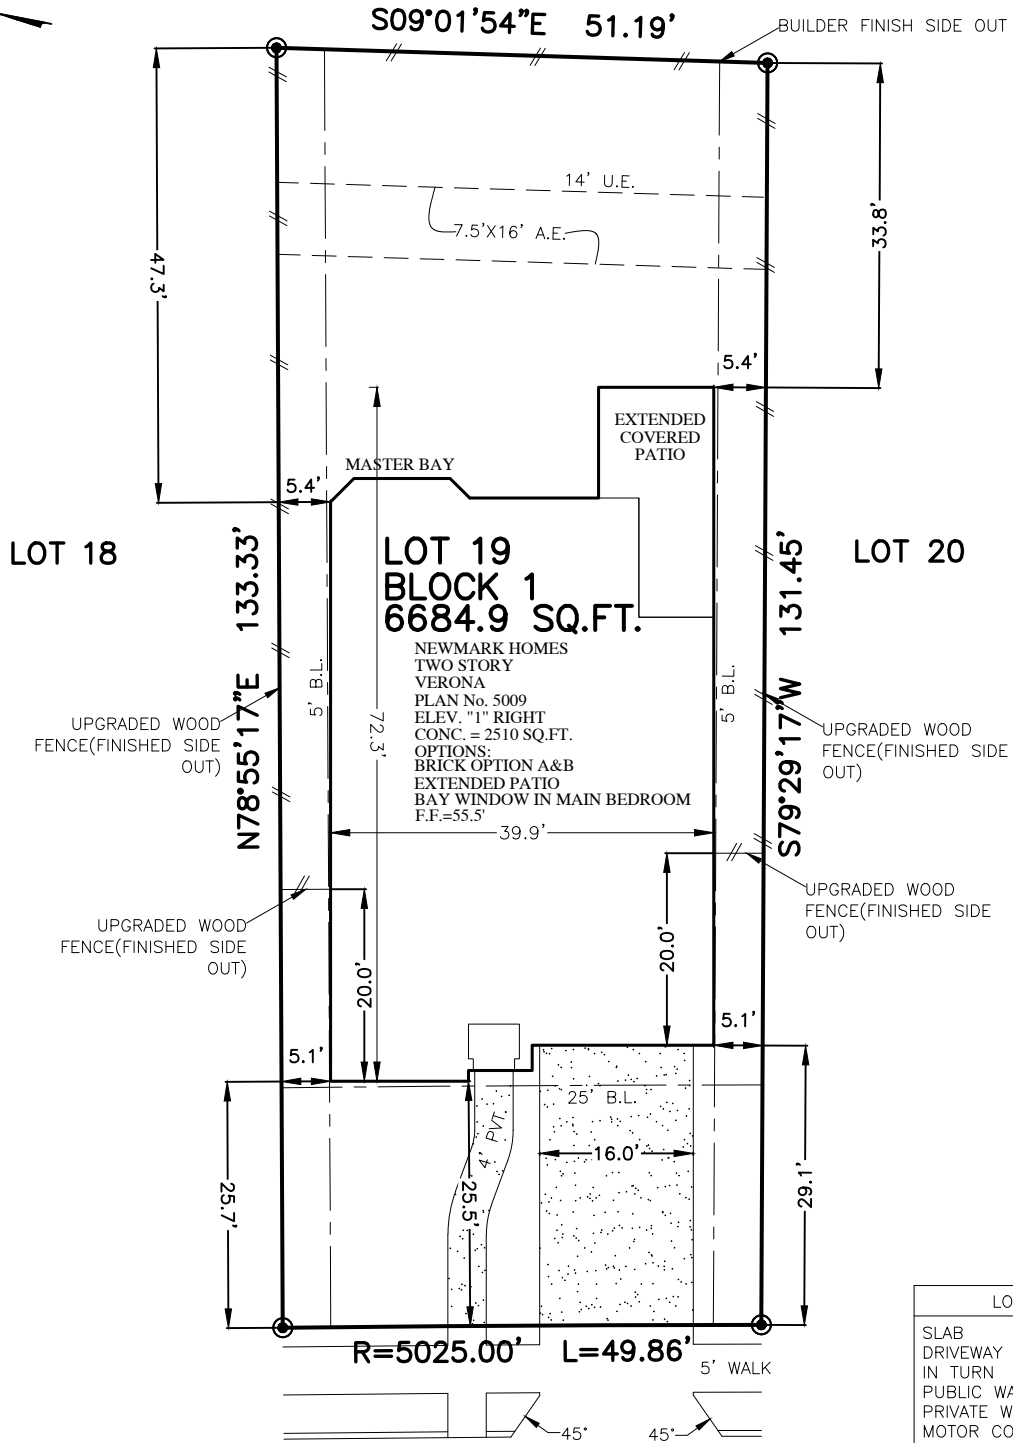 S09°01'54"E 51.19'
BUILDER FINISH SIDE OUT
14' U.E.
7.5'X16' A.E.
47.3'
33.8'
5.4'
EXTENDED
COVERED
PATIO
MASTER BAY
5.4'
LOT 18
LOT 19
BLOCK 1
6684.9 SQ.FT.
LOT 20
N78°55'17"E 133.33'
S79°29'17"W 131.45'
NEWMARK HOMES
TWO STORY
VERONA
PLAN No. 5009
ELEV. "1" RIGHT
CONC. = 2510 SQ.FT.
OPTIONS:
BRICK OPTION A&B
EXTENDED PATIO
BAY WINDOW IN MAIN BEDROOM
F.F.=55.5'
5' B.L.
72.3'
5' B.L.
UPGRADED WOOD
FENCE(FINISHED SIDE
OUT)
UPGRADED WOOD
FENCE(FINISHED SIDE
OUT)
39.9'
UPGRADED WOOD
FENCE(FINISHED SIDE
OUT)
UPGRADED WOOD
FENCE(FINISHED SIDE
OUT)
20.0'
20.0'
5.1'
5.1'
25' B.L.
4' PVT.
16.0'
25.7'
25.5'
29.1'
R=5025.00' L=49.86'
5' WALK
45°
45°
LO
SLAB
DRIVEWAY
IN TURN
PUBLIC WA
PRIVATE W
MOTOR CO